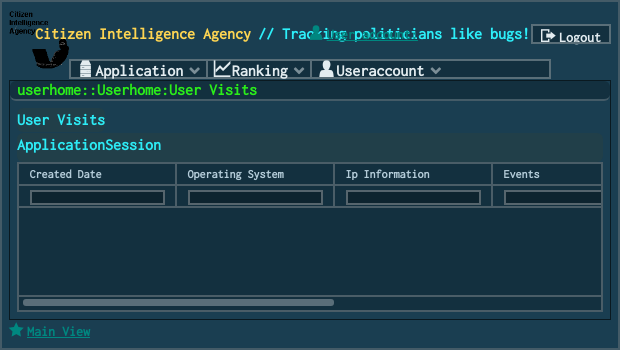 Citizen
Intelligence
Agency
Citizen Intelligence Agency // Tracking politicians like bugs!
Logout
Application
Ranking
Useraccount
userhome::Userhome:User Visits
User Visits
ApplicationSession
Created Date
Operating System
Ip Information
Events
Main View